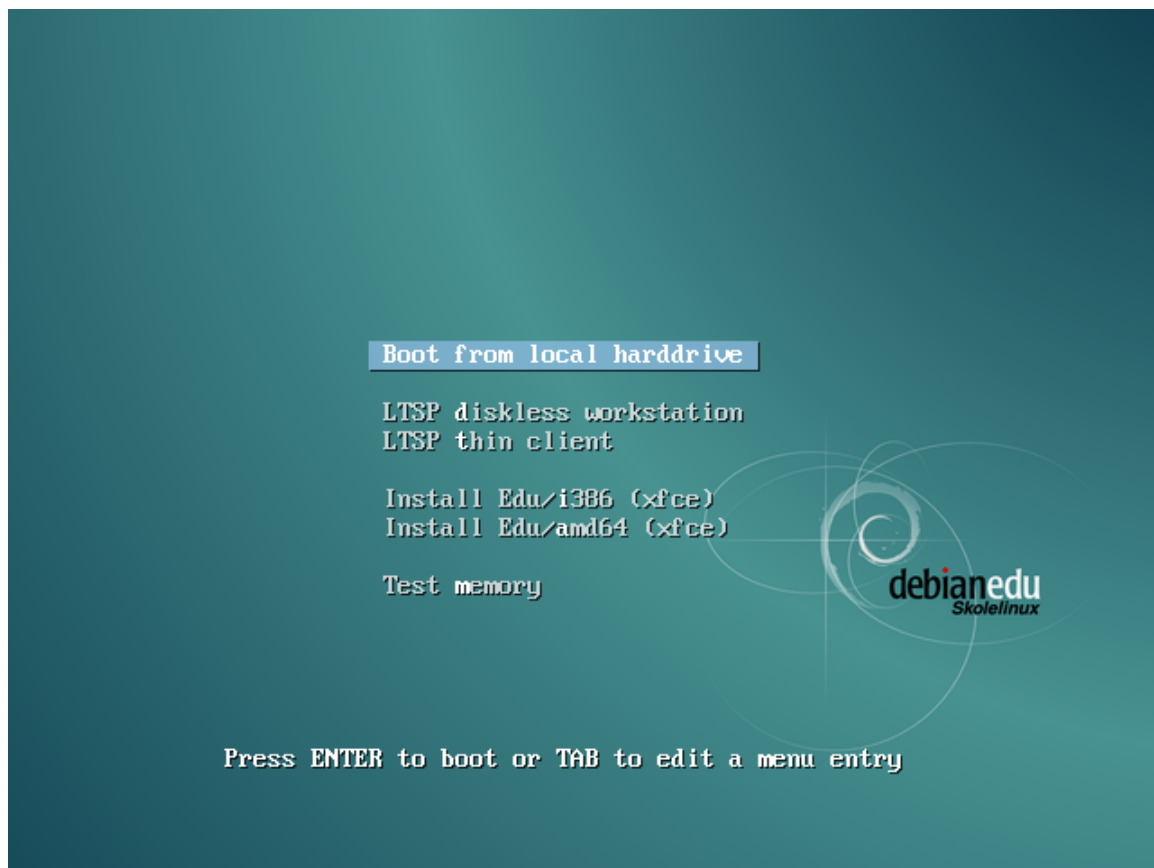 Boot from local harddrive
LTSP diskless workstation
LTSP thin client
Install Edu/i386 (xfce)
Install Edu/amd64 (xfce)
Test memory
debianedu
Skolelinux
Press ENTER to boot or TAB to edit a menu entry